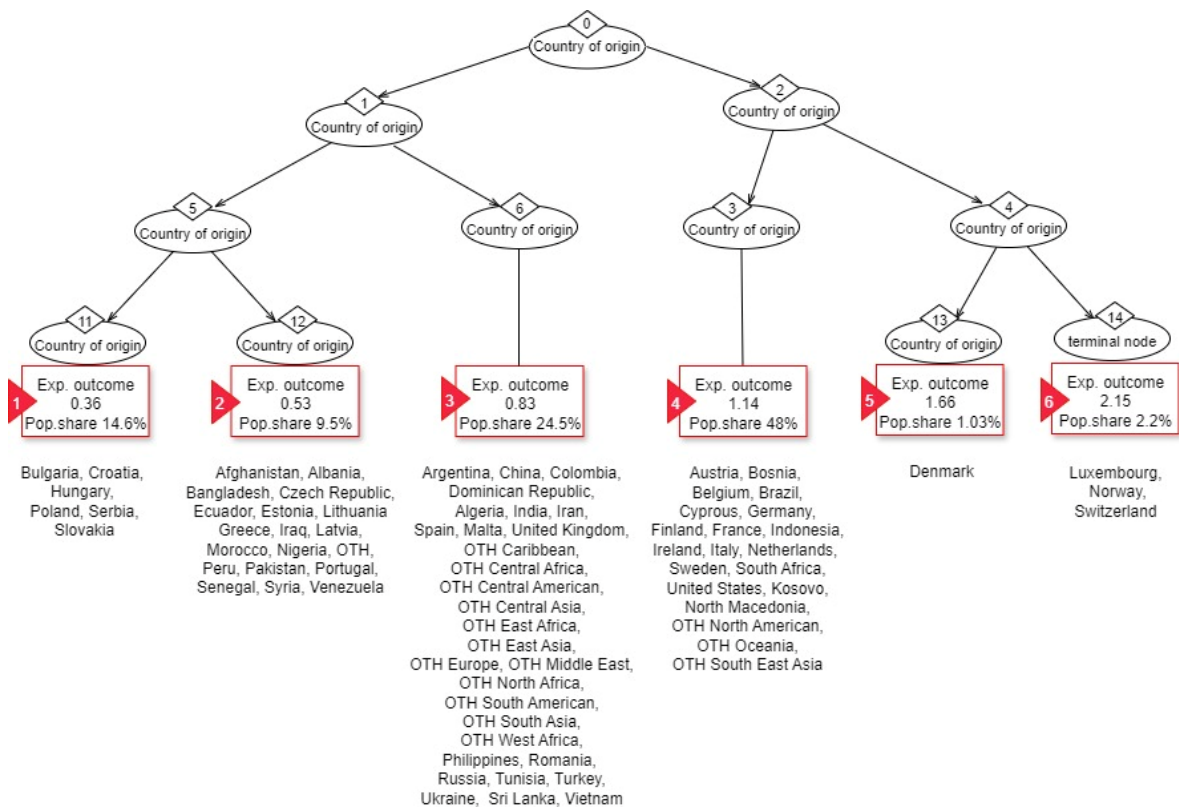 0
Country of origin
1
Country of origin
2
Country of origin
5
Country of origin
6
Country of origin
3
Country of origin
4
Country of origin
11
Country of origin
12
Country of origin
13
Country of origin
14
terminal node
1
Exp. outcome
0.36
Pop.share 14.6%
2
Exp. outcome
0.53
Pop.share 9.5%
3
Exp. outcome
0.83
Pop.share 24.5%
4
Exp. outcome
1.14
Pop.share 48%
5
Exp. outcome
1.66
Pop.share 1.03%
6
Exp. outcome
2.15
Pop.share 2.2%
Bulgaria, Croatia,
Hungary,
Poland, Serbia,
Slovakia
Afghanistan, Albania,
Bangladesh, Czech Republic,
Ecuador, Estonia, Lithuania
Greece, Iraq, Latvia,
Morocco, Nigeria, OTH,
Peru, Pakistan, Portugal,
Senegal, Syria, Venezuela
Argentina, China, Colombia,
Dominican Republic,
Algeria, India, Iran,
Spain, Malta, United Kingdom,
OTH Caribbean,
OTH Central Africa,
OTH Central American,
OTH Central Asia,
OTH East Africa,
OTH East Asia,
OTH Europe, OTH Middle East,
OTH North Africa,
OTH South American,
OTH South Asia,
OTH West Africa,
Philippines, Romania,
Russia, Tunisia, Turkey,
Ukraine, Sri Lanka, Vietnam
Austria, Bosnia,
Belgium, Brazil,
Cyprous, Germany,
Finland, France, Indonesia,
Ireland, Italy, Netherlands,
Sweden, South Africa,
United States, Kosovo,
North Macedonia,
OTH North American,
OTH Oceania,
OTH South East Asia
Denmark
Luxembourg,
Norway,
Switzerland